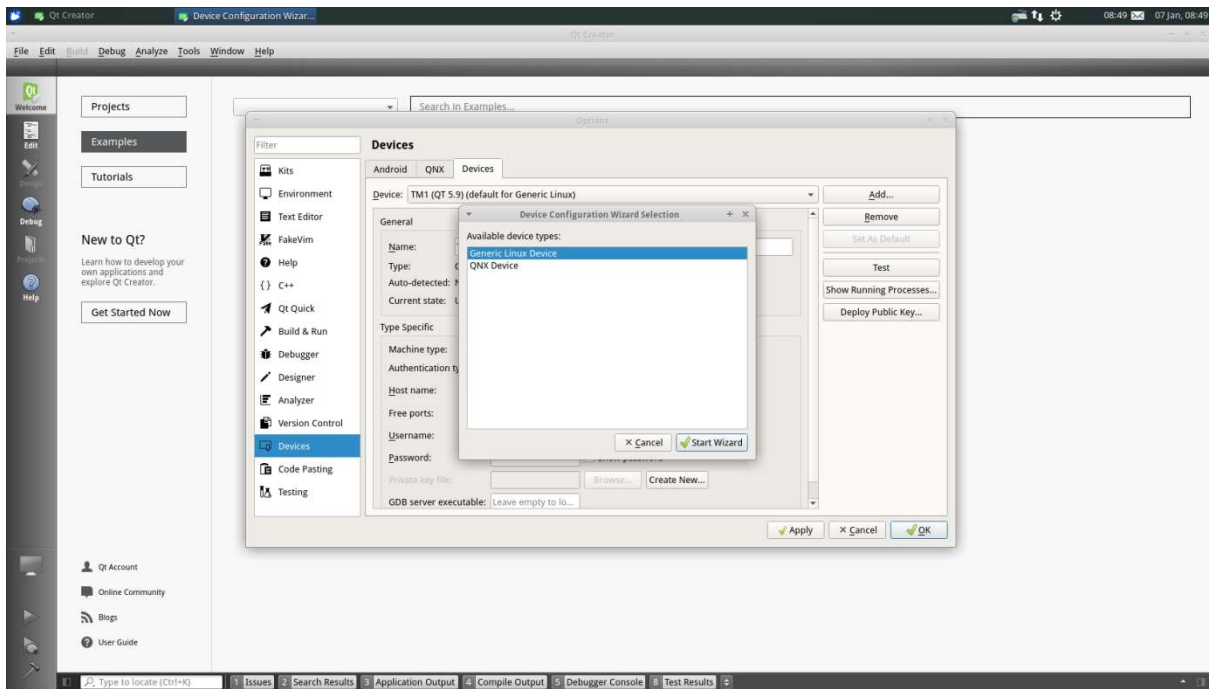 Qt Creator
Device Configuration Wizar...
08:49
07 Jan, 08:49
Qt Creator
File Edit Build Debug Analyze Tools Window Help
Welcome
Edit
Design
Debug
Projects
Help
Projects
Examples
Tutorials
New to Qt?
Learn how to develop your
own applications and
explore Qt Creator.
Get Started Now
Qt Account
Online Community
Blogs
User Guide
Search in Examples...
Options
Filter
Kits
Environment
Text Editor
FakeVim
Help
{} C++
Qt Quick
Build & Run
Debugger
Designer
Analyzer
Version Control
Devices
Code Pasting
Testing
Devices
Android QNX Devices
Device: TM1 (QT 5.9) (default for Generic Linux)
General
Name:
Type:
Auto-detected:
Current state:
Type Specific
Machine type:
Authentication
Host name:
Free ports:
Username:
Password:
Private key file: Browse... Create New...
GDB server executable: Leave empty to lo...
Add...
Remove
Set As Default
Test
Show Running Processes...
Deploy Public Key...
Device Configuration Wizard Selection
Available device types:
Generic Linux Device
QNX Device
Cancel Start Wizard
Apply Cancel OK
Type to locate (Ctrl+K) 1 Issues 2 Search Results 3 Application Output 4 Compile Output 5 Debugger Console 8 Test Results